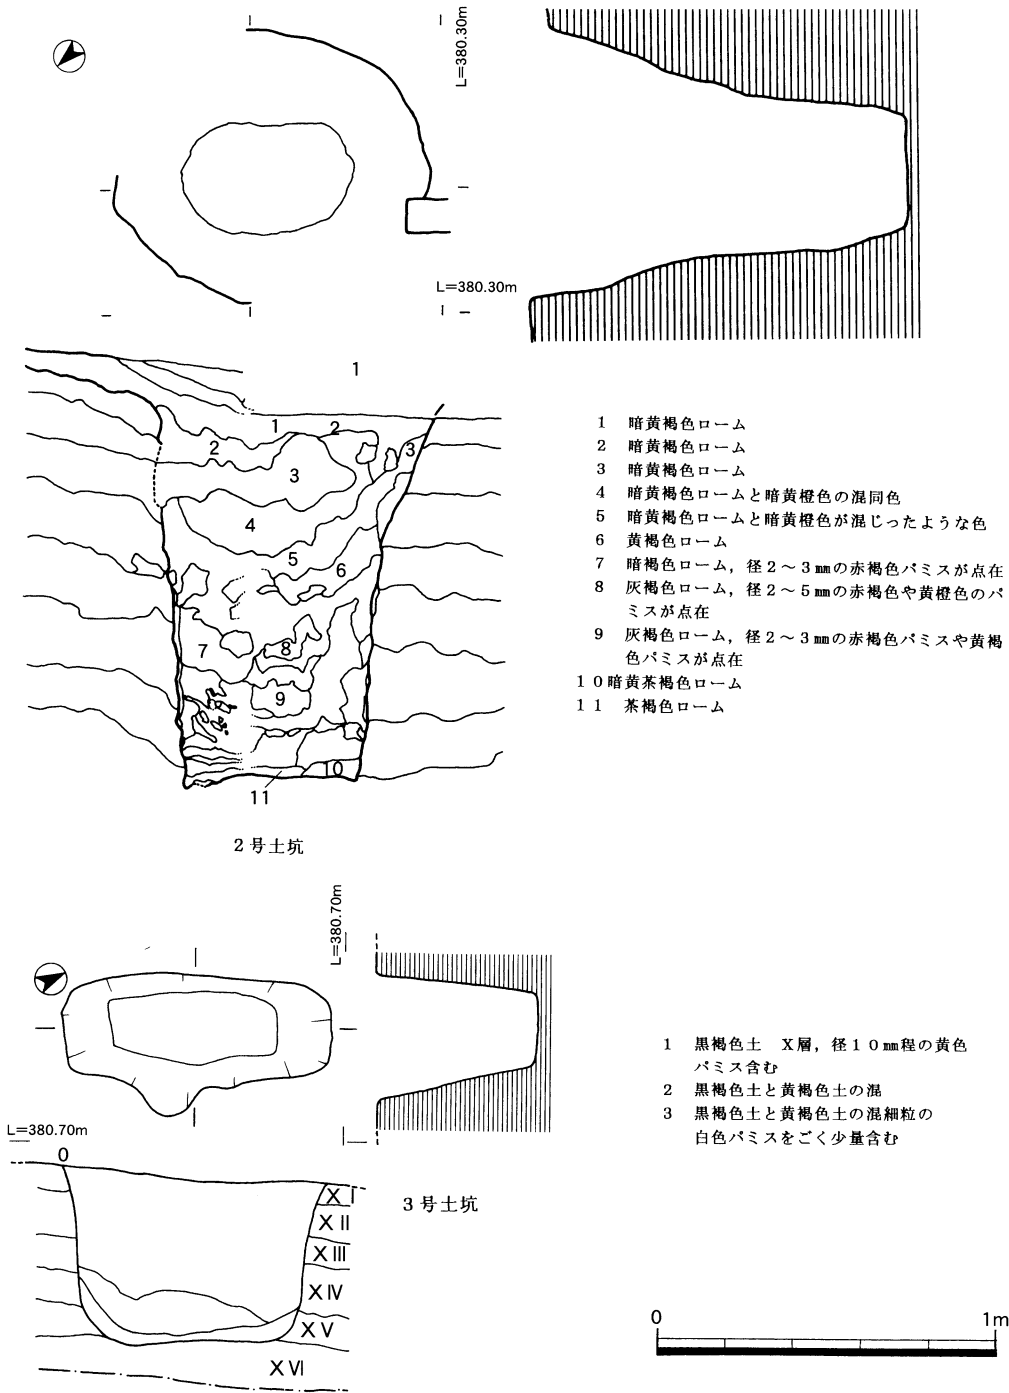 L=380.30m
L=380.30m
1
1
2
2
3
3
4
5
6
7
8
9
10
11
1 暗黄褐色ローム
2 暗黄褐色ローム
3 暗黄褐色ローム
4 暗黄褐色ロームと暗黄橙色の混同色
5 暗黄褐色ロームと暗黄橙色が混じったような色
6 黄褐色ローム
7 暗褐色ローム，径2～3㎜の赤褐色パミスが点在
8 灰褐色ローム，径2～5㎜の赤褐色や黄橙色のパ
ミスが点在
9 灰褐色ローム，径2～3㎜の赤褐色パミスや黄褐
色パミスが点在
10暗黄茶褐色ローム
11 茶褐色ローム
2号土坑
L=380.70m
L=380.70m
0
XI
XII
XIII
XIV
XV
XVI
3号土坑
1 黒褐色土 X層，径10㎜程の黄色
パミス含む
2 黒褐色土と黄褐色土の混
3 黒褐色土と黄褐色土の混細粒の
白色パミスをごく少量含む
0 1m